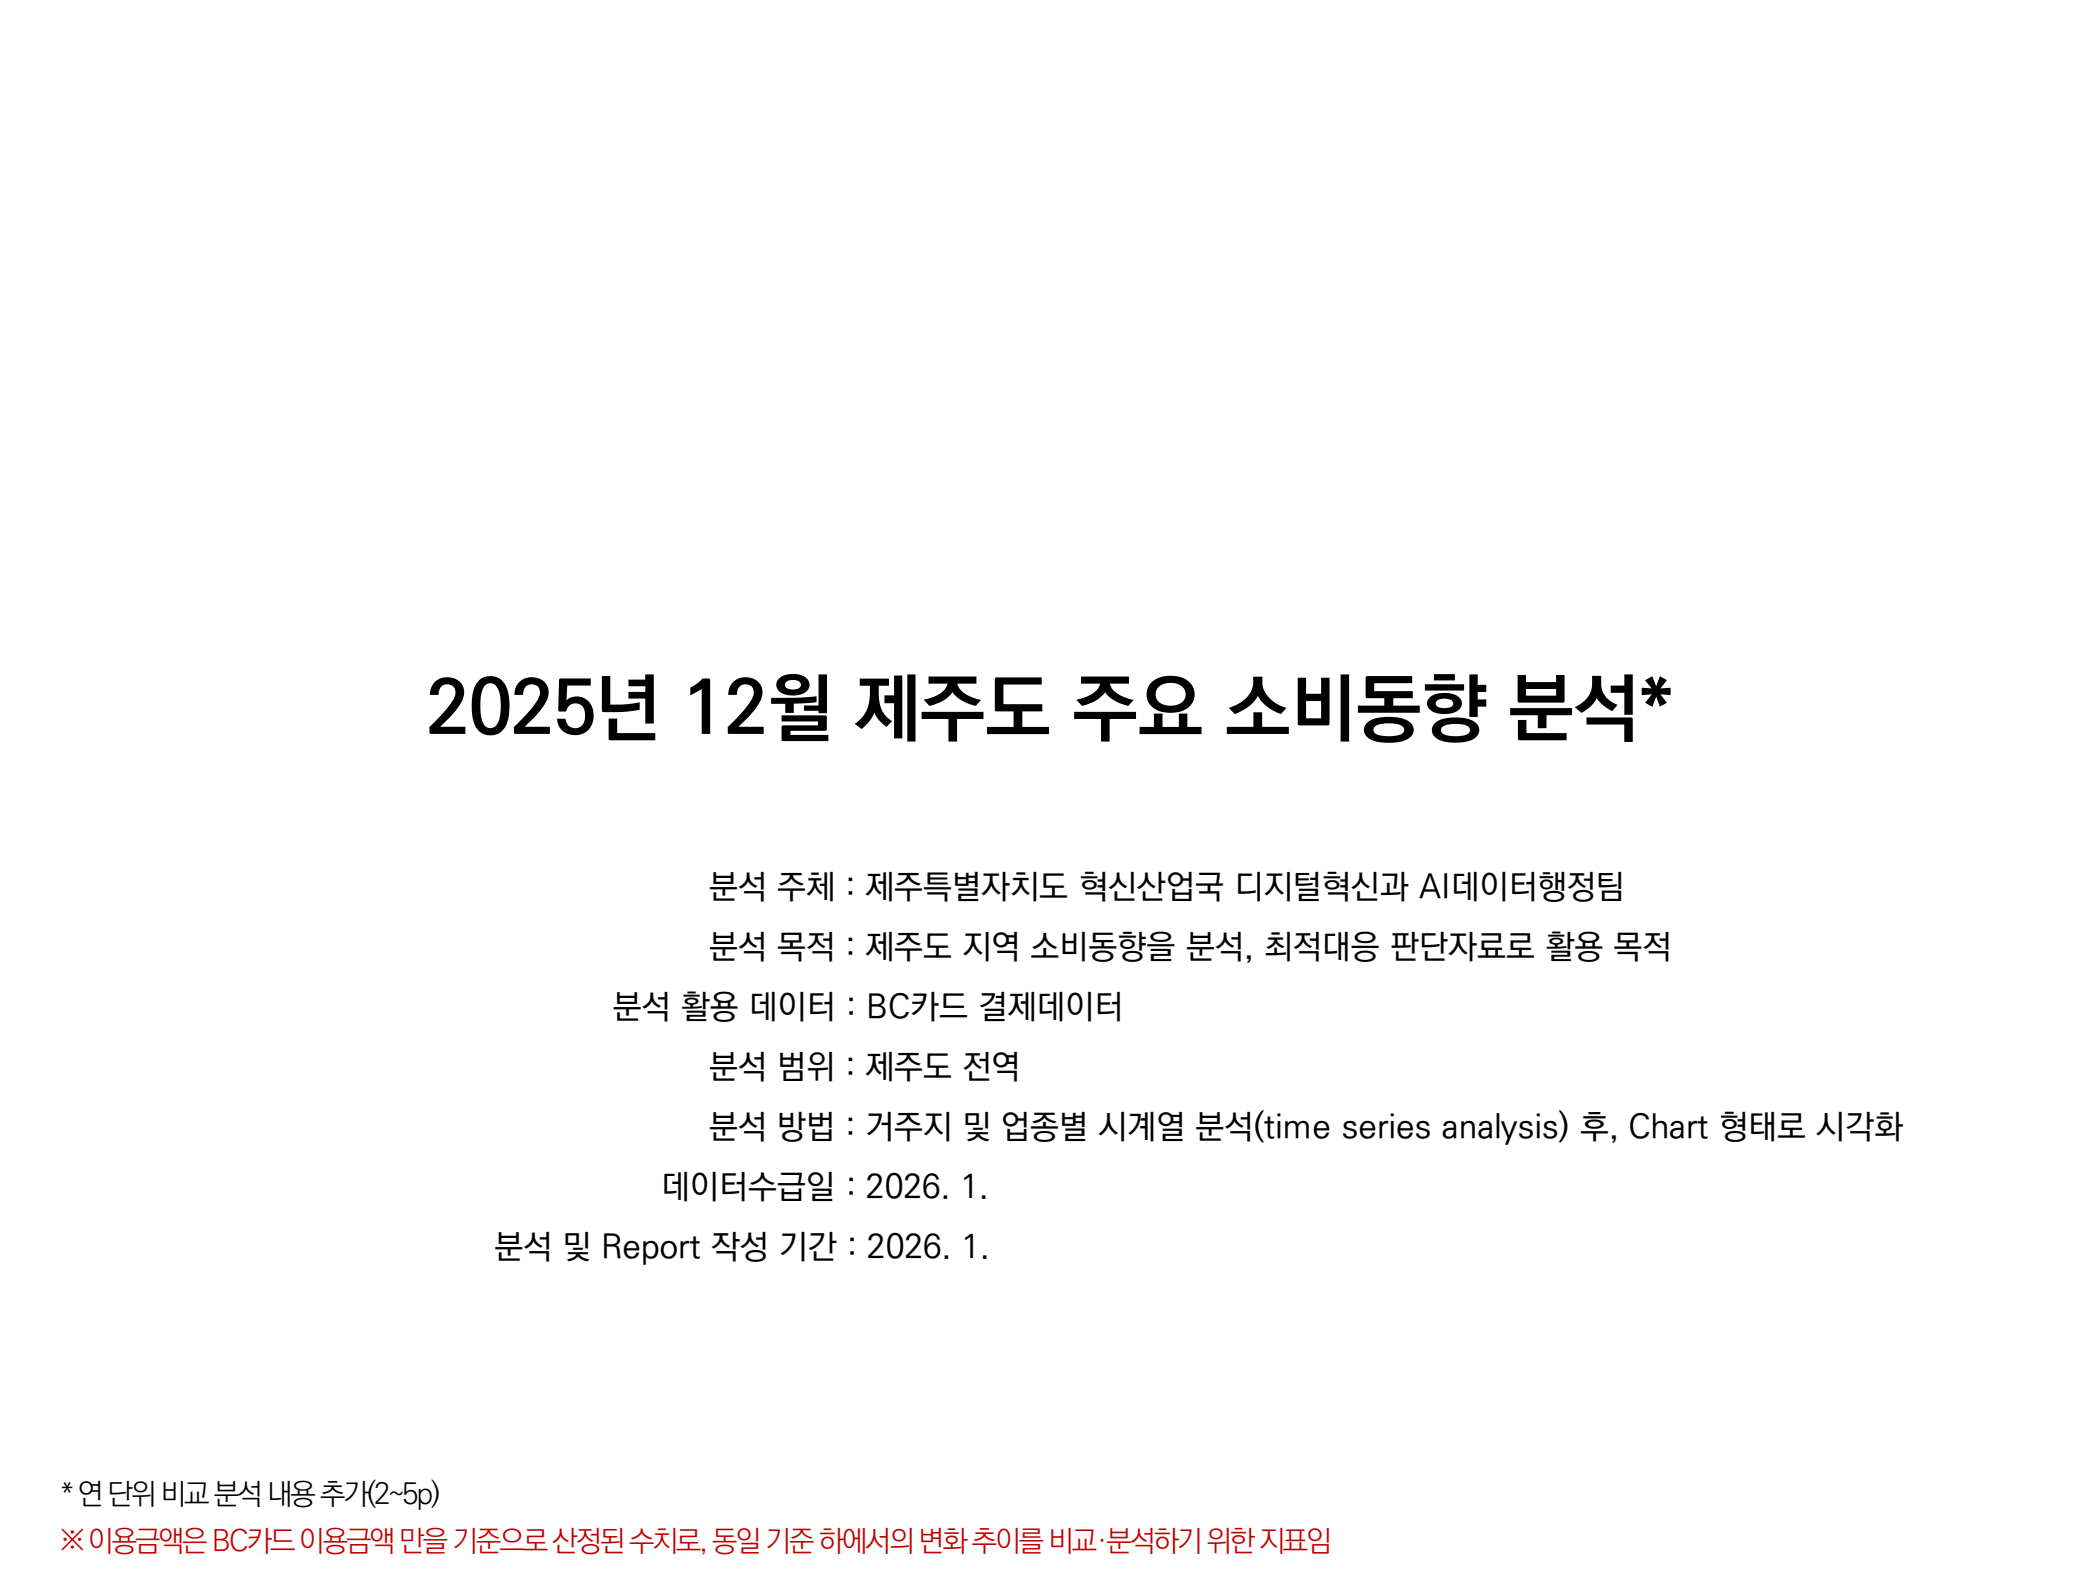 2025년 12월 제주도 주요 소비동향 분석*
분석 주체 : 제주특별자치도 혁신산업국 디지털혁신과 AI데이터행정팀
분석 목적 : 제주도 지역 소비동향을 분석, 최적대응 판단자료로 활용 목적
분석 활용 데이터 : BC카드 결제데이터
분석 범위 : 제주도 전역
분석 방법 : 거주지 및 업종별 시계열 분석(time series analysis) 후, Chart 형태로 시각화
데이터수급일 : 2026. 1.
분석 및 Report 작성 기간 : 2026. 1.
* 연 단위 비교 분석 내용 추가(2~5p)
※ 이용금액은 BC카드 이용금액 만을 기준으로 산정된 수치로, 동일 기준 하에서의 변화 추이를 비교·분석하기 위한 지표임